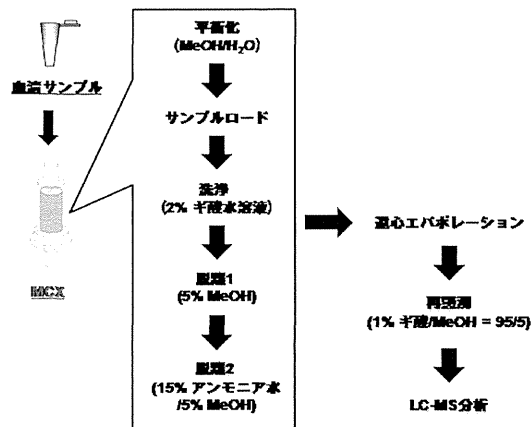 血清サンプル
MCX
平衡化
(MeOH/H₂O)
サンプルロード
洗浄
(2% ギ酸水溶液)
脱離1
(5% MeOH)
脱離2
(15% アンモニア水
/5% MeOH)
遠心エバポレーション
再溶解
(1% ギ酸/MeOH = 95/5)
LC-MS分析